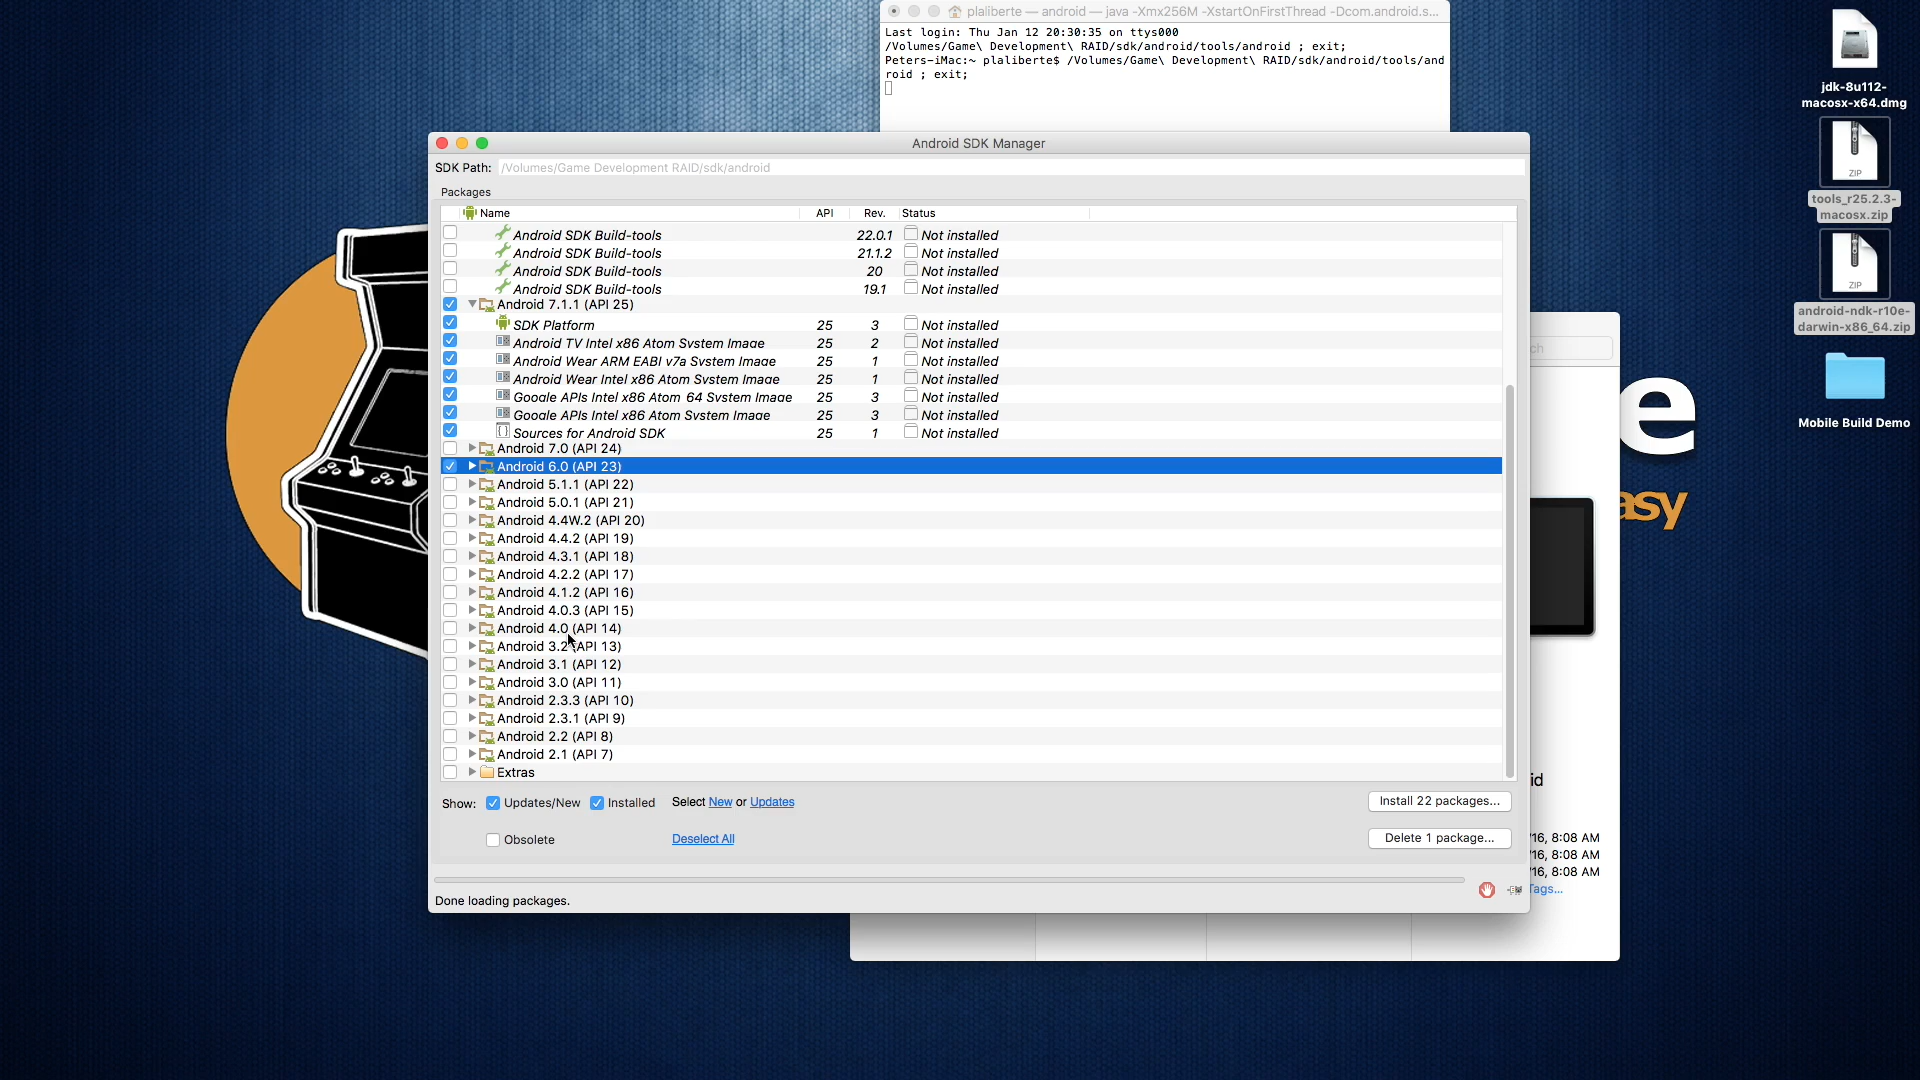 plaliberte — android — java -Xmx256M -XstartOnFirstThread -Dcom.android.s...
Last login: Thu Jan 12 20:30:35 on ttys000
/Volumes/Game\ Development\ RAID/sdk/android/tools/android ; exit;
Peters-iMac:~ plaliberte$ /Volumes/Game\ Development\ RAID/sdk/android/tools/and
roid ; exit;
jdk-8u112-
macosx-x64.dmg
ZIP
tools_r25.2.3-
macosx.zip
ZIP
android-ndk-r10e-
darwin-x86_64.zip
Mobile Build Demo
Android SDK Manager
SDK Path: /Volumes/Game Development RAID/sdk/android
Packages
Name API Rev. Status
Android SDK Build-tools 22.0.1 Not installed
Android SDK Build-tools 21.1.2 Not installed
Android SDK Build-tools 20 Not installed
Android SDK Build-tools 19.1 Not installed
Android 7.1.1 (API 25)
SDK Platform 25 3 Not installed
Android TV Intel x86 Atom System Image 25 2 Not installed
Android Wear ARM EABI v7a System Image 25 1 Not installed
Android Wear Intel x86 Atom System Image 25 1 Not installed
Google APIs Intel x86 Atom_64 System Image 25 3 Not installed
Google APIs Intel x86 Atom System Image 25 3 Not installed
Sources for Android SDK 25 1 Not installed
Android 7.0 (API 24)
Android 6.0 (API 23)
Android 5.1.1 (API 22)
Android 5.0.1 (API 21)
Android 4.4W.2 (API 20)
Android 4.4.2 (API 19)
Android 4.3.1 (API 18)
Android 4.2.2 (API 17)
Android 4.1.2 (API 16)
Android 4.0.3 (API 15)
Android 4.0 (API 14)
Android 3.2 (API 13)
Android 3.1 (API 12)
Android 3.0 (API 11)
Android 2.3.3 (API 10)
Android 2.3.1 (API 9)
Android 2.2 (API 8)
Android 2.1 (API 7)
Extras
Show: Updates/New Installed Select New or Updates
Install 22 packages...
Obsolete Deselect All
Delete 1 package...
Done loading packages.
ch
e
asy
id
'16, 8:08 AM
'16, 8:08 AM
'16, 8:08 AM
Tags...